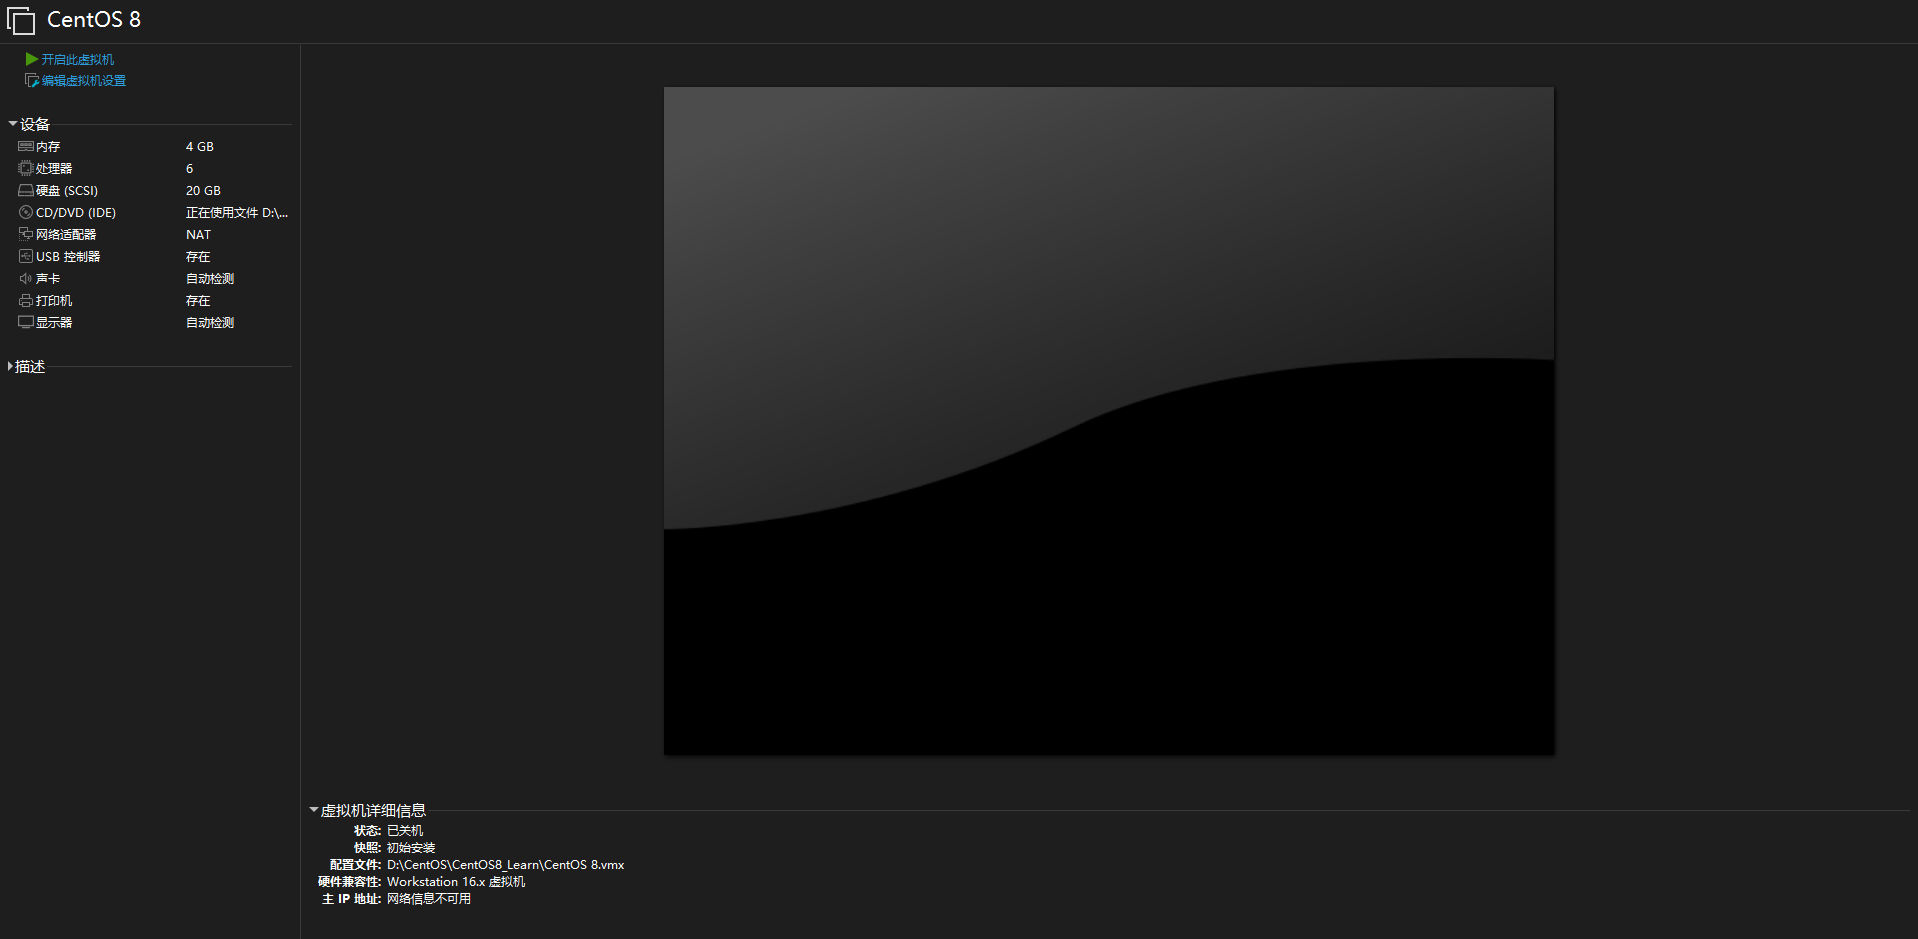 CentOS 8
开启此虚拟机
编辑虚拟机设置
设备
内存 4 GB
处理器 6
硬盘 (SCSI) 20 GB
CD/DVD (IDE) 正在使用文件 D:\...
网络适配器 NAT
USB 控制器 存在
声卡 自动检测
打印机 存在
显示器 自动检测
描述
虚拟机详细信息
状态: 已关机
快照: 初始安装
配置文件: D:\CentOS\CentOS8_Learn\CentOS 8.vmx
硬件兼容性: Workstation 16.x 虚拟机
主 IP 地址: 网络信息不可用